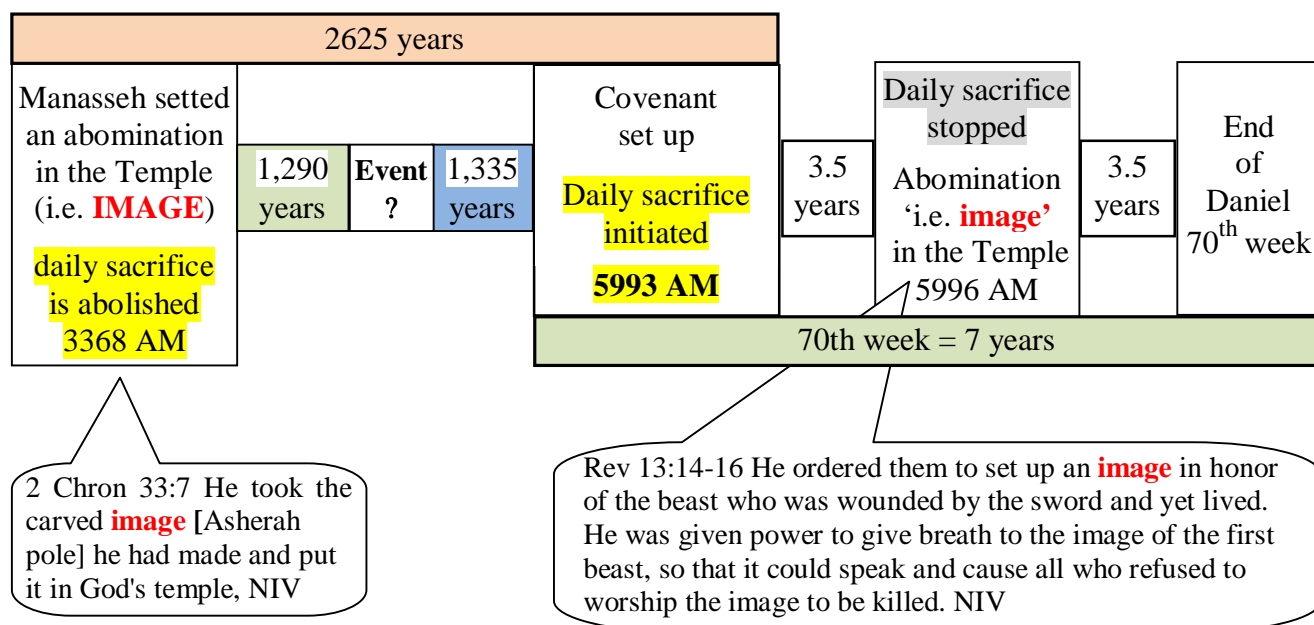 2625 years
Manasseh setted
an abomination
in the Temple
(i.e. IMAGE)
daily sacrifice
is abolished
3368 AM
1,290
years
Event
?
1,335
years
Covenant
set up
Daily sacrifice
initiated
5993 AM
3.5
years
Daily sacrifice
stopped
Abomination
‘i.e. image’
in the Temple
5996 AM
3.5
years
End
of
Daniel
70th week
70th week = 7 years
2 Chron 33:7 He took the
carved image [Asherah
pole] he had made and put
it in God's temple, NIV
Rev 13:14-16 He ordered them to set up an image in honor
of the beast who was wounded by the sword and yet lived.
He was given power to give breath to the image of the first
beast, so that it could speak and cause all who refused to
worship the image to be killed. NIV